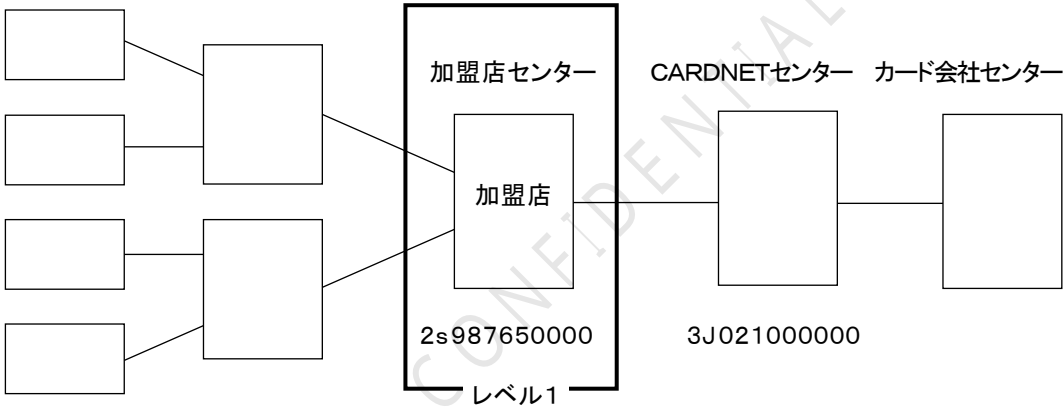 加盟店センター
CARDNETセンター
カード会社センター
加盟店
2s987650000
3J021000000
レベル1
CONFIDENTIAL